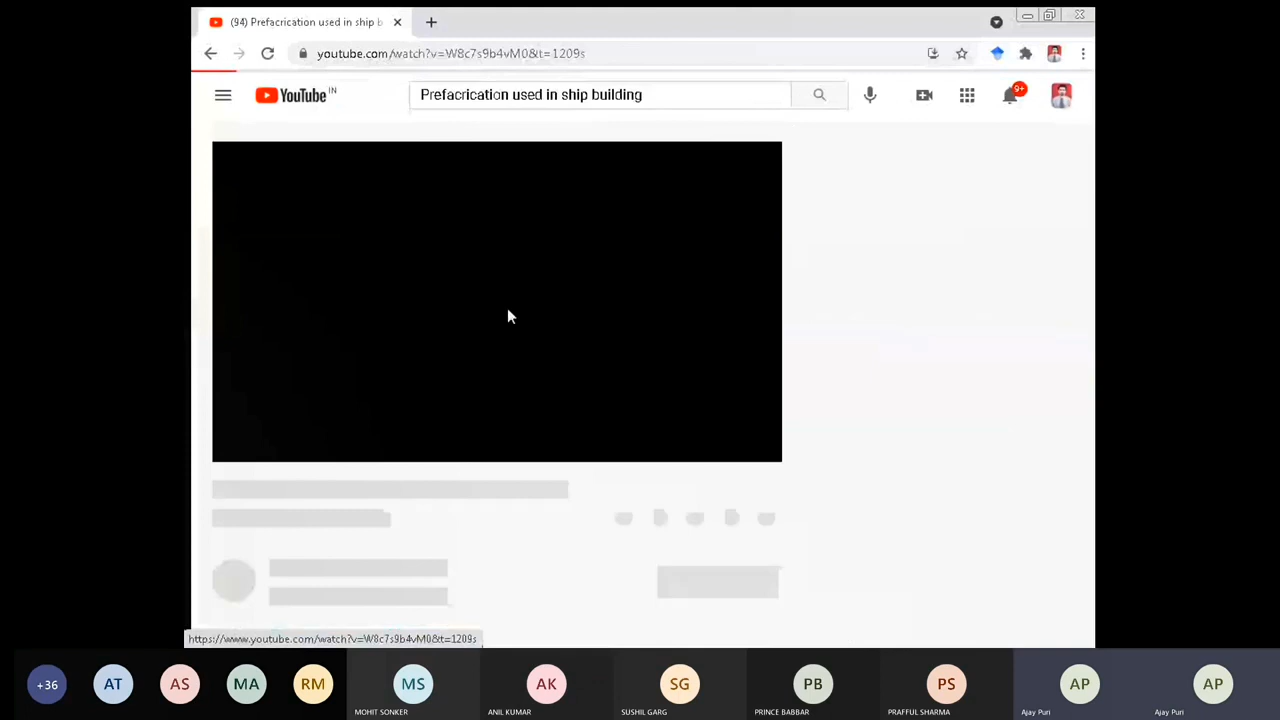 (94) Prefacrication used in ship b
youtube.com/watch?v=W8c7s9b4vM0&t=1209s
YouTube IN
Prefacrication used in ship building
9+
https://www.youtube.com/watch?v=W8c7s9b4vM0&t=1209s
+36
AT
AS
MA
RM
MS
AK
SG
PB
PS
AP
AP
MOHIT SONKER
ANIL KUMAR
SUSHIL GARG
PRINCE BABBAR
PRAFFUL SHARMA
Ajay Puri
Ajay Puri